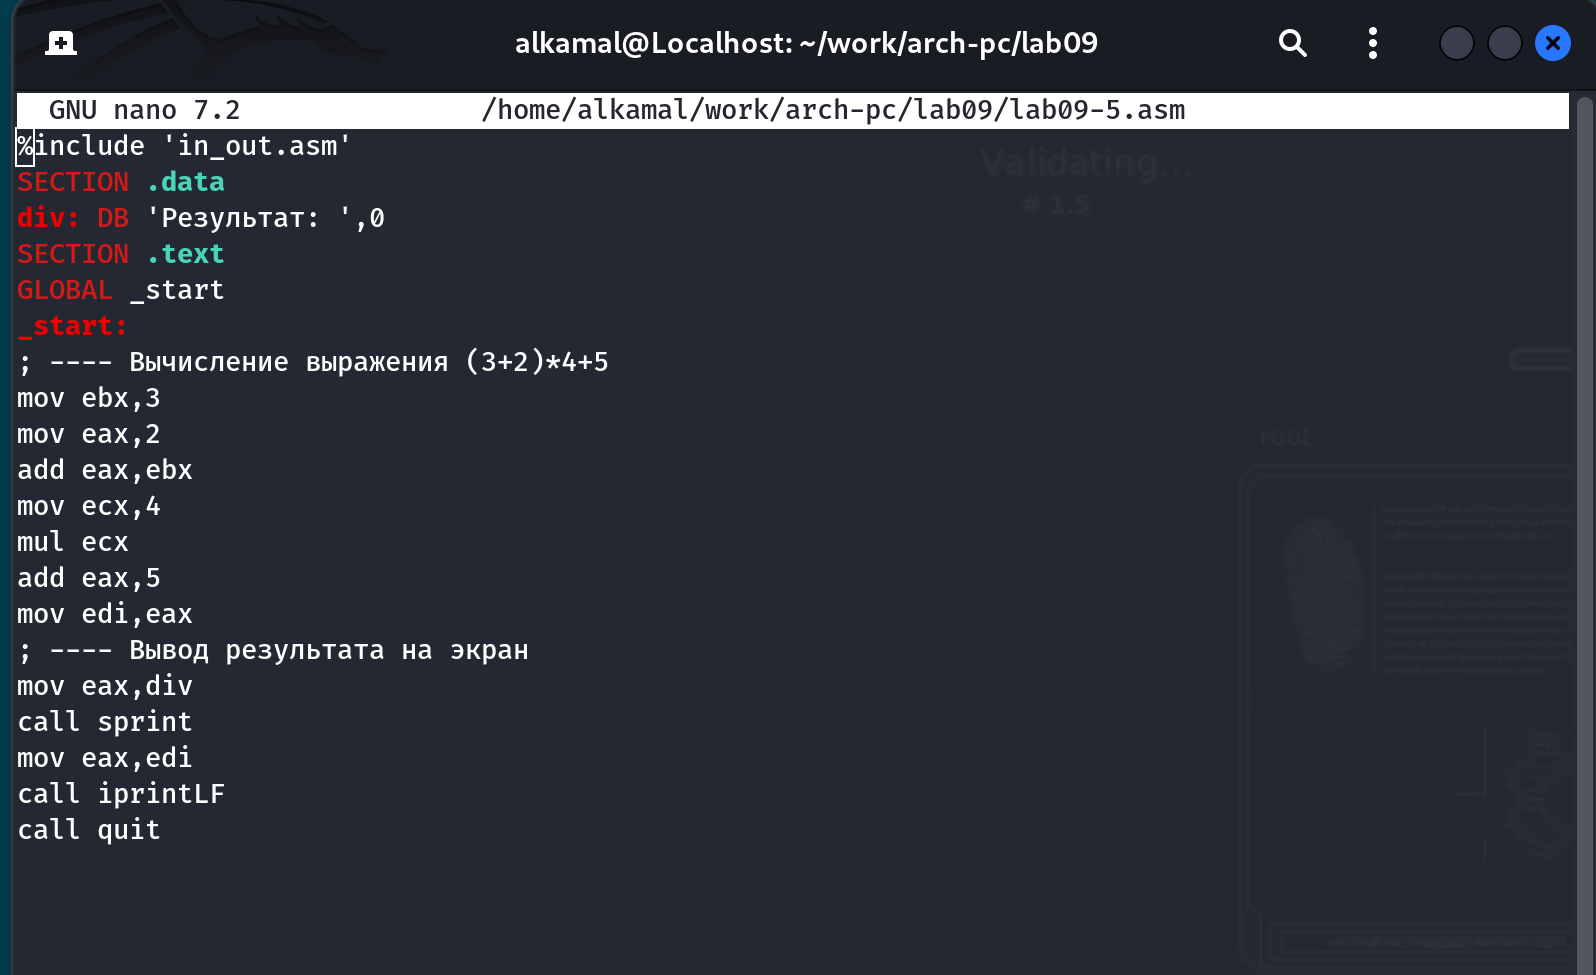 alkamal@Localhost: ~/work/arch-pc/lab09
GNU nano 7.2 /home/alkamal/work/arch-pc/lab09/lab09-5.asm
%include 'in_out.asm'
SECTION .data
div: DB 'Результат: ',0
SECTION .text
GLOBAL _start
_start:
; ---- Вычисление выражения (3+2)*4+5
mov ebx,3
mov eax,2
add eax,ebx
mov ecx,4
mul ecx
add eax,5
mov edi,eax
; ---- Вывод результата на экран
mov eax,div
call sprint
mov eax,edi
call iprintLF
call quit
Validating...
# 1.5
root